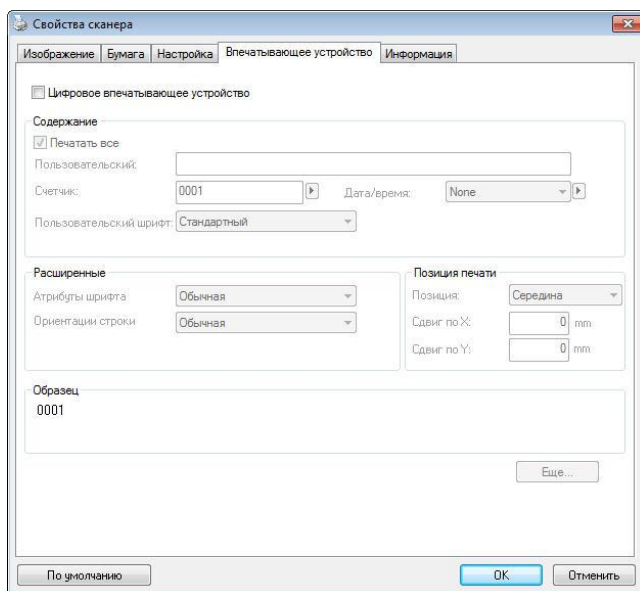 Свойства сканера
Изображение Бумага Настройка Впечатывающее устройство Информация
Цифровое впечатывающее устройство
Содержание
Печатать все
Пользовательский:
Счетчик: 0001 Дата/время: None
Пользовательский шрифт: Стандартный
Расширенные
Атрибуты шрифта Обычная
Ориентации строки Обычная
Позиция печати
Позиция: Середина
Сдвиг по X: 0 mm
Сдвиг по Y: 0 mm
Образец
0001
Еще...
По умолчанию OK Отменить